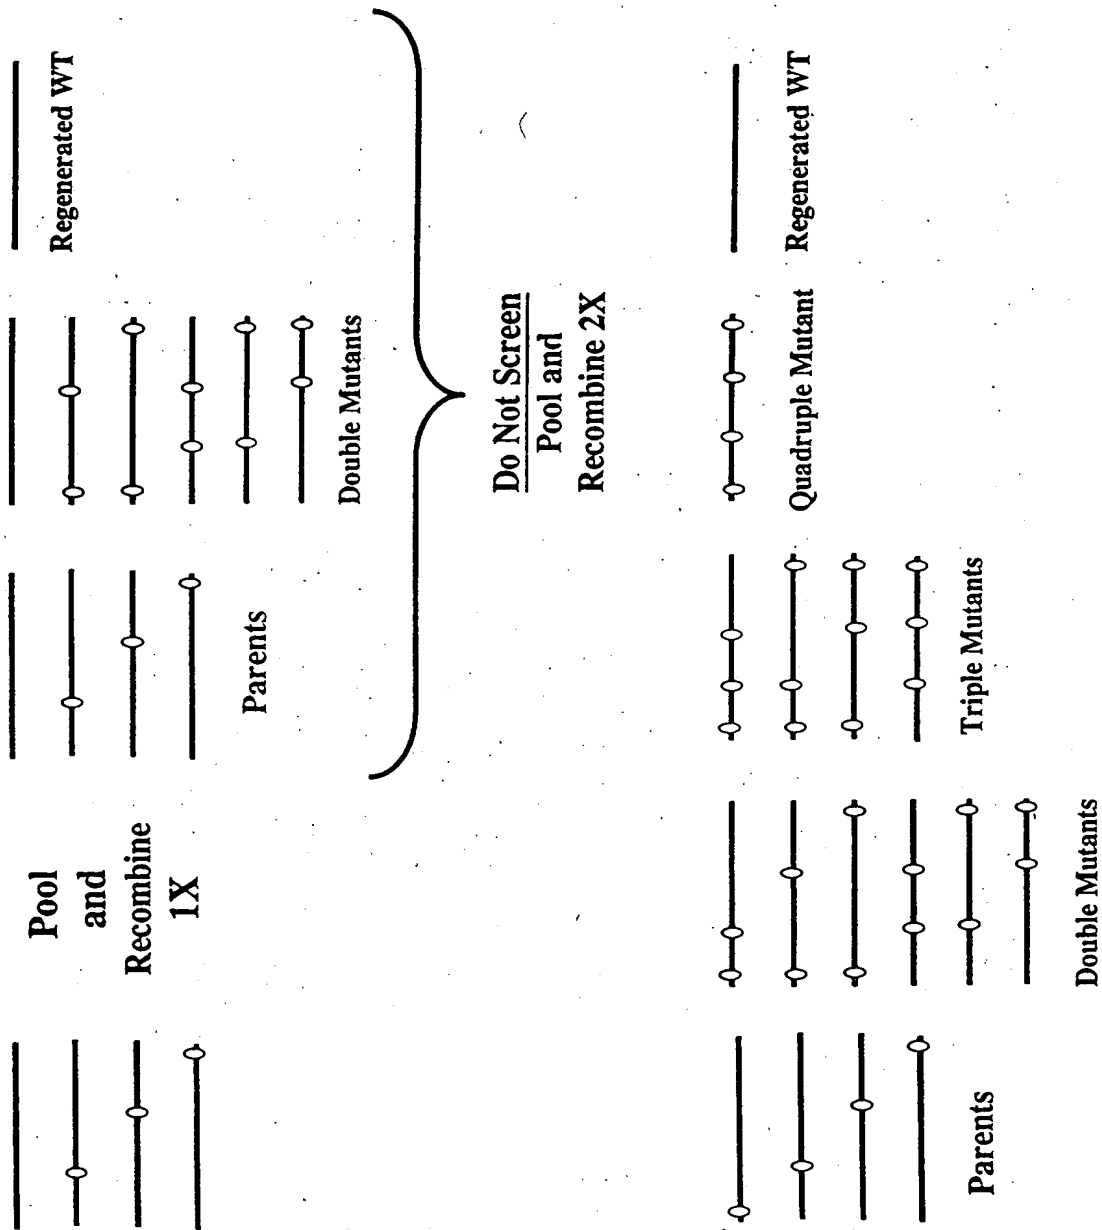 Pool
and
Recombine
1X
Parents
Double Mutants
Regenerated WT
Do Not Screen
Pool and
Recombine 2X
Parents
Double Mutants
Triple Mutants
Quadruple Mutant
Regenerated WT